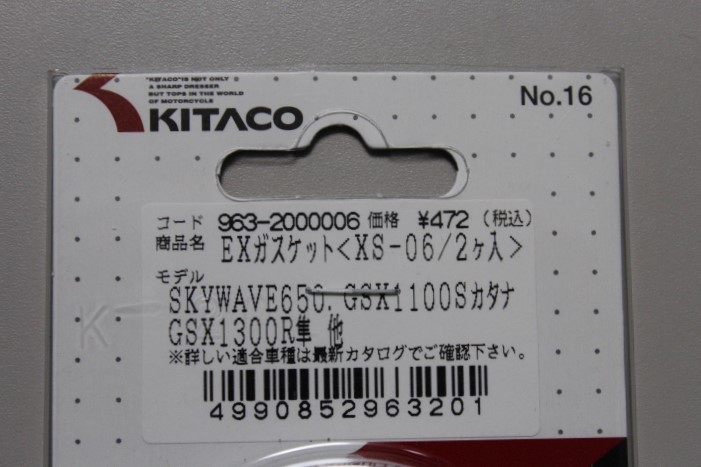 "KITACO" IS NOT ONLY
A SHARP DRESSER
BUT TOPS IN THE WORLD
OF MOTORCYCLE
KITACO
No.16
コード 963-2000006 価格 ¥472 (税込)
商品名 EXガスケット<XS-06/2ヶ入>
モデル
SKYWAVE650. GSX1100Sカタナ
GSX1300R隼 他
※詳しい適合車種は最新カタログでご確認下さい。
4990852963201
K